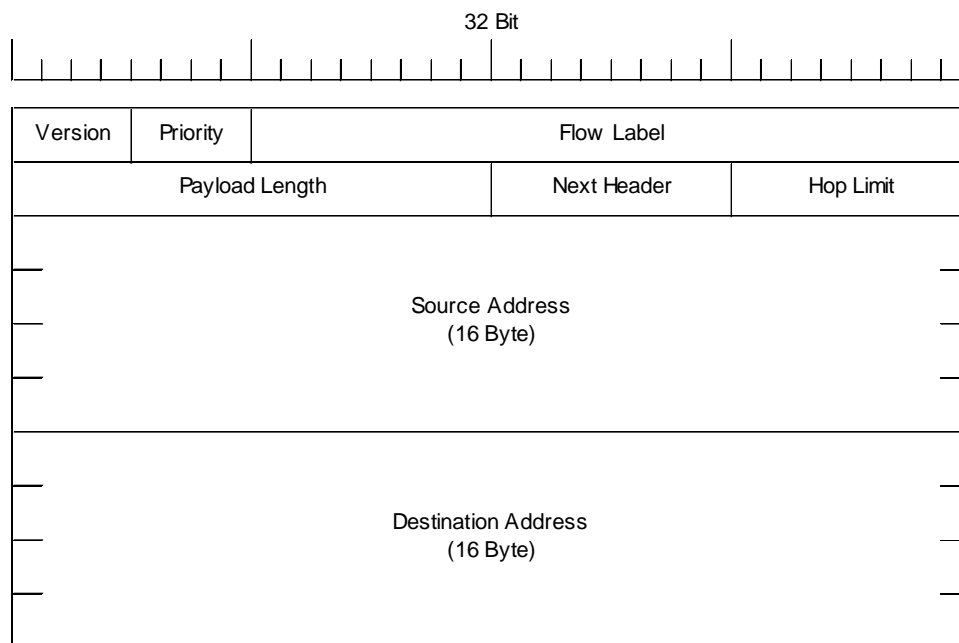 32 Bit
Version Priority Flow Label
Payload Length Next Header Hop Limit
Source Address
(16 Byte)
Destination Address
(16 Byte)